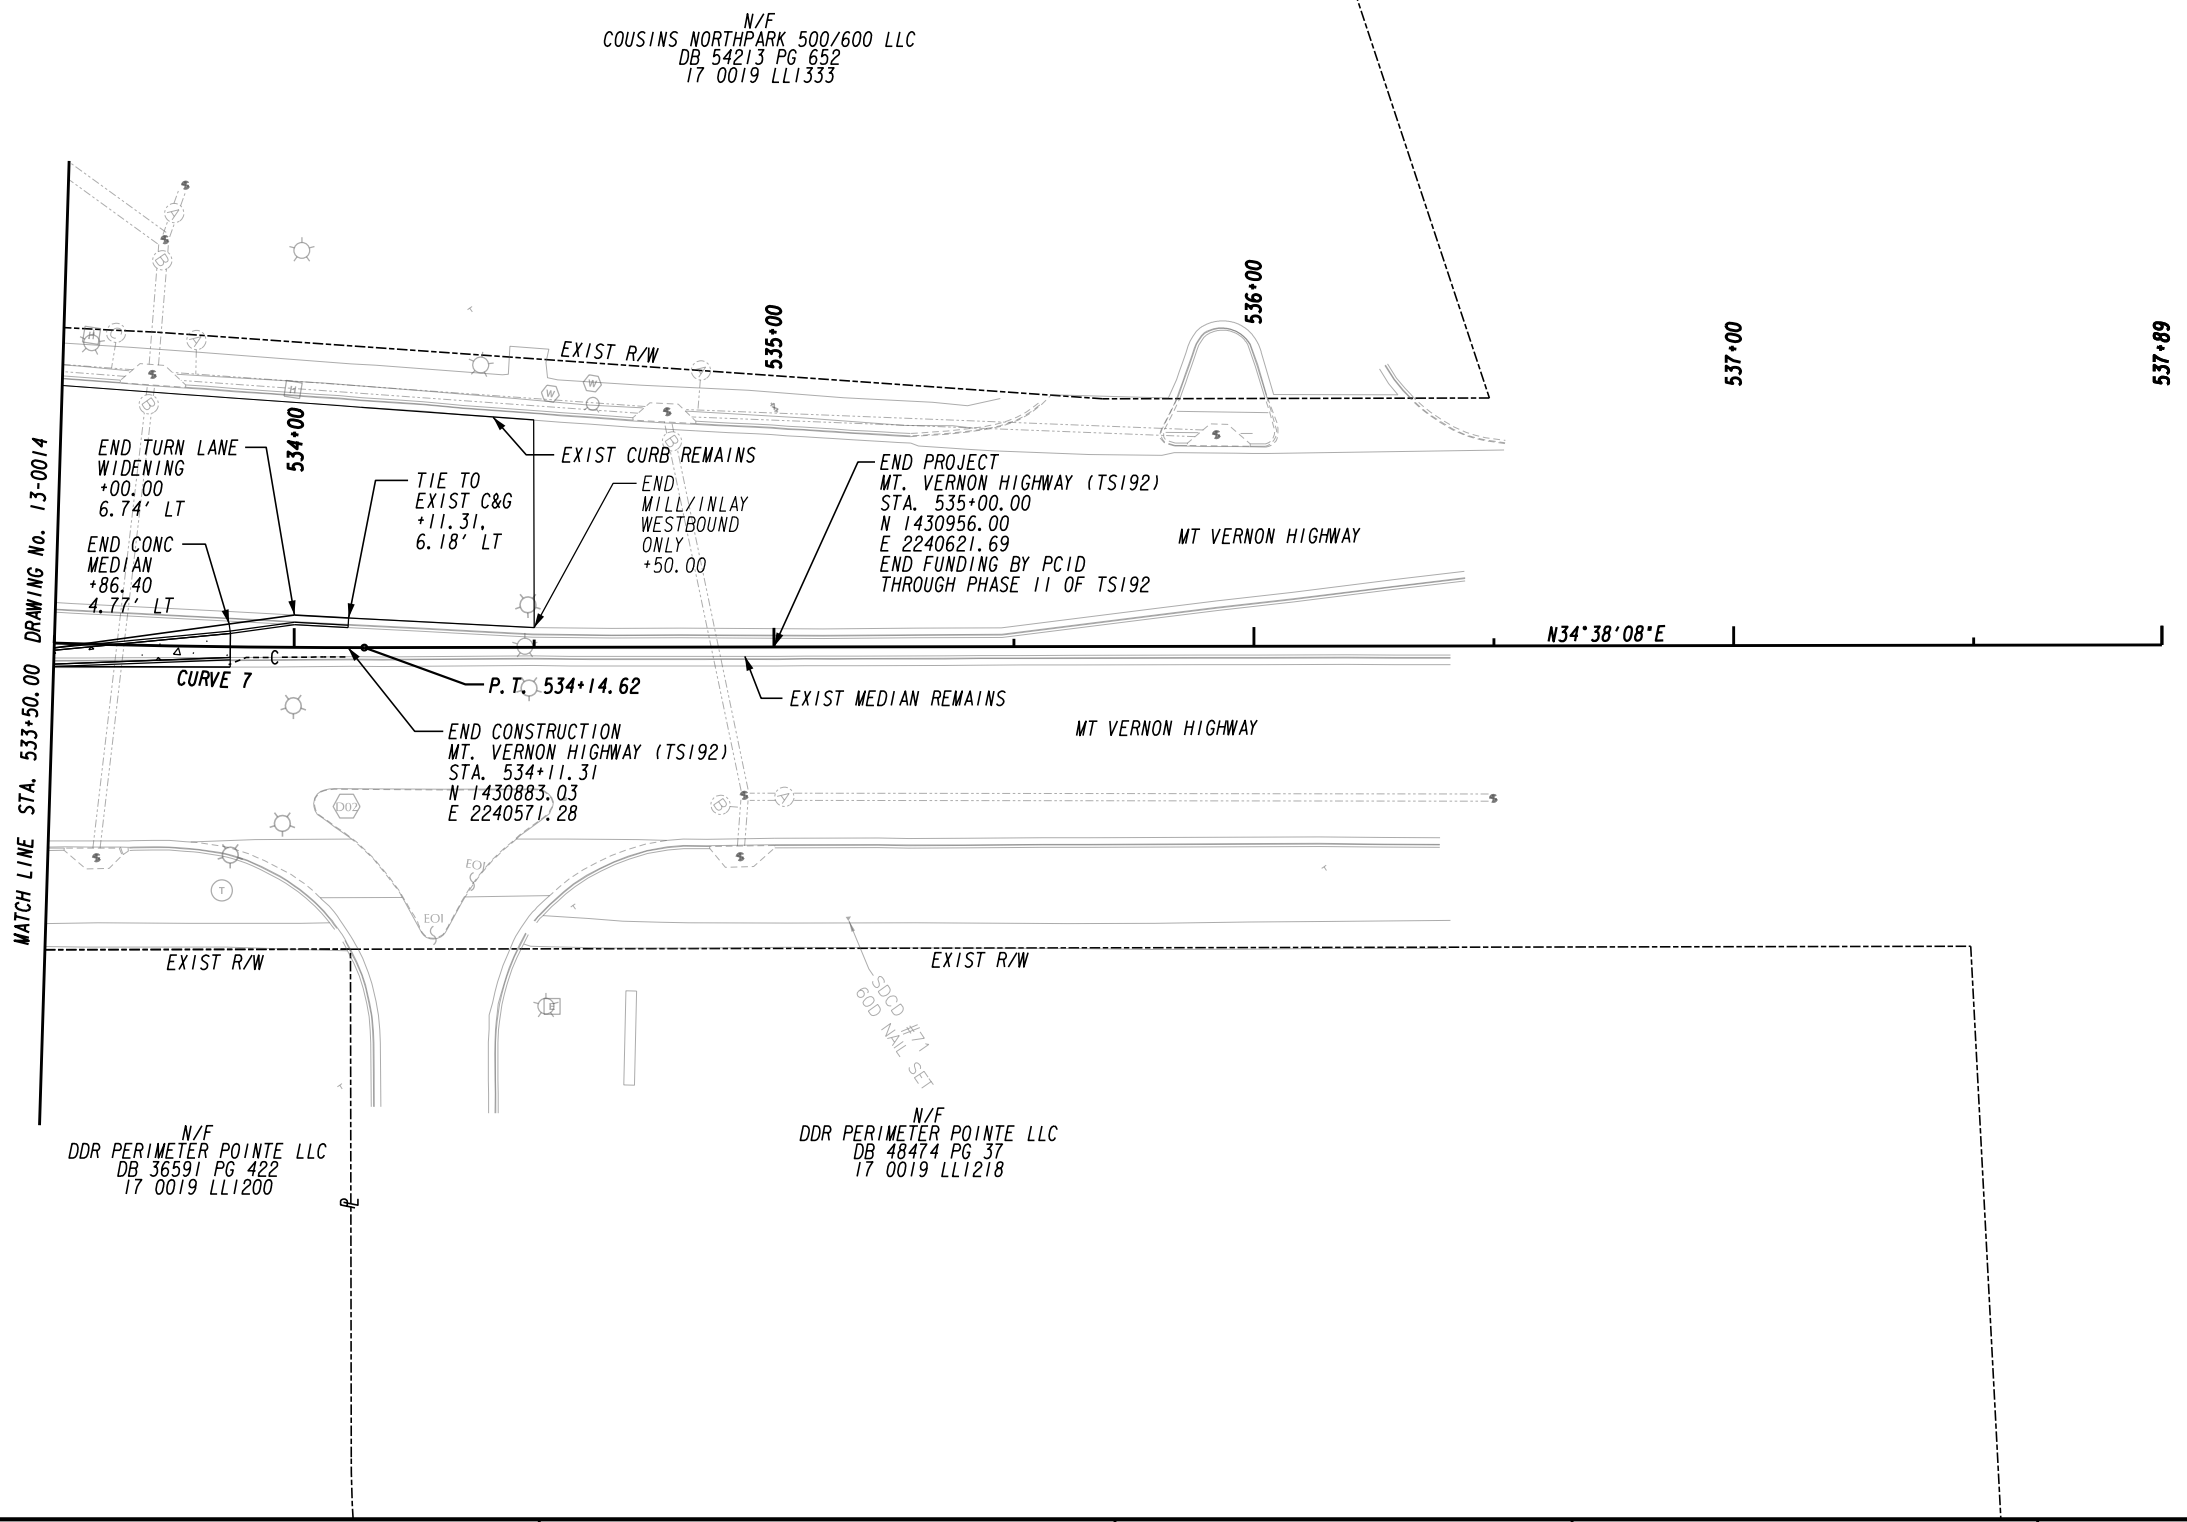 N/F
COUSINS NORTHPARK 500/600 LLC
DB 54213 PG 652
17 0019 LL1333
EXIST R/W
534+00
535+00
536+00
537+00
537+89
MATCH LINE STA. 533+50.00 DRAWING No. 13-0014
END TURN LANE
WIDENING
+00.00
6.74' LT
END CONC
MEDIAN
+86.40
4.77' LT
TIE TO
EXIST C&G
+11.31,
6.18' LT
EXIST CURB REMAINS
END
MILL/INLAY
WESTBOUND
ONLY
+50.00
END PROJECT
MT. VERNON HIGHWAY (TS192)
STA. 535+00.00
N 1430956.00
E 2240621.69
END FUNDING BY PCID
THROUGH PHASE II OF TS192
MT VERNON HIGHWAY
N34°38'08"E
C
CURVE 7
P.T. 534+14.62
EXIST MEDIAN REMAINS
MT VERNON HIGHWAY
END CONSTRUCTION
MT. VERNON HIGHWAY (TS192)
STA. 534+11.31
N 1430883.03
E 2240571.28
A
B
H
A
H
W
W
B
B
D02
B
A
T
EOI
EOI
EXIST R/W
EXIST R/W
E
SDCD #71
60D NAIL SET
N/F
DDR PERIMETER POINTE LLC
DB 36591 PG 422
17 0019 LL1200
PL
N/F
DDR PERIMETER POINTE LLC
DB 48474 PG 37
17 0019 LL1218